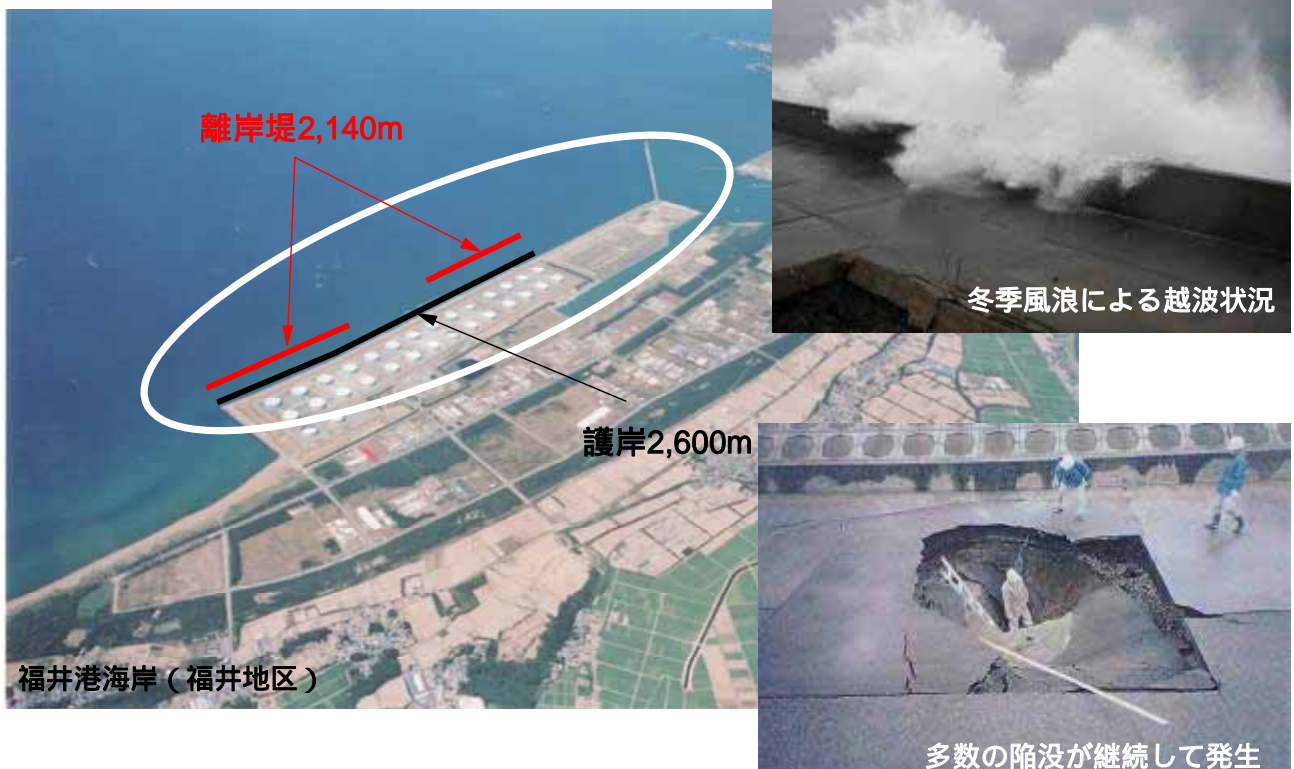 離岸堤2,140m
冬季風浪による越波状況
護岸2,600m
福井港海岸（福井地区）
多数の陥没が継続して発生